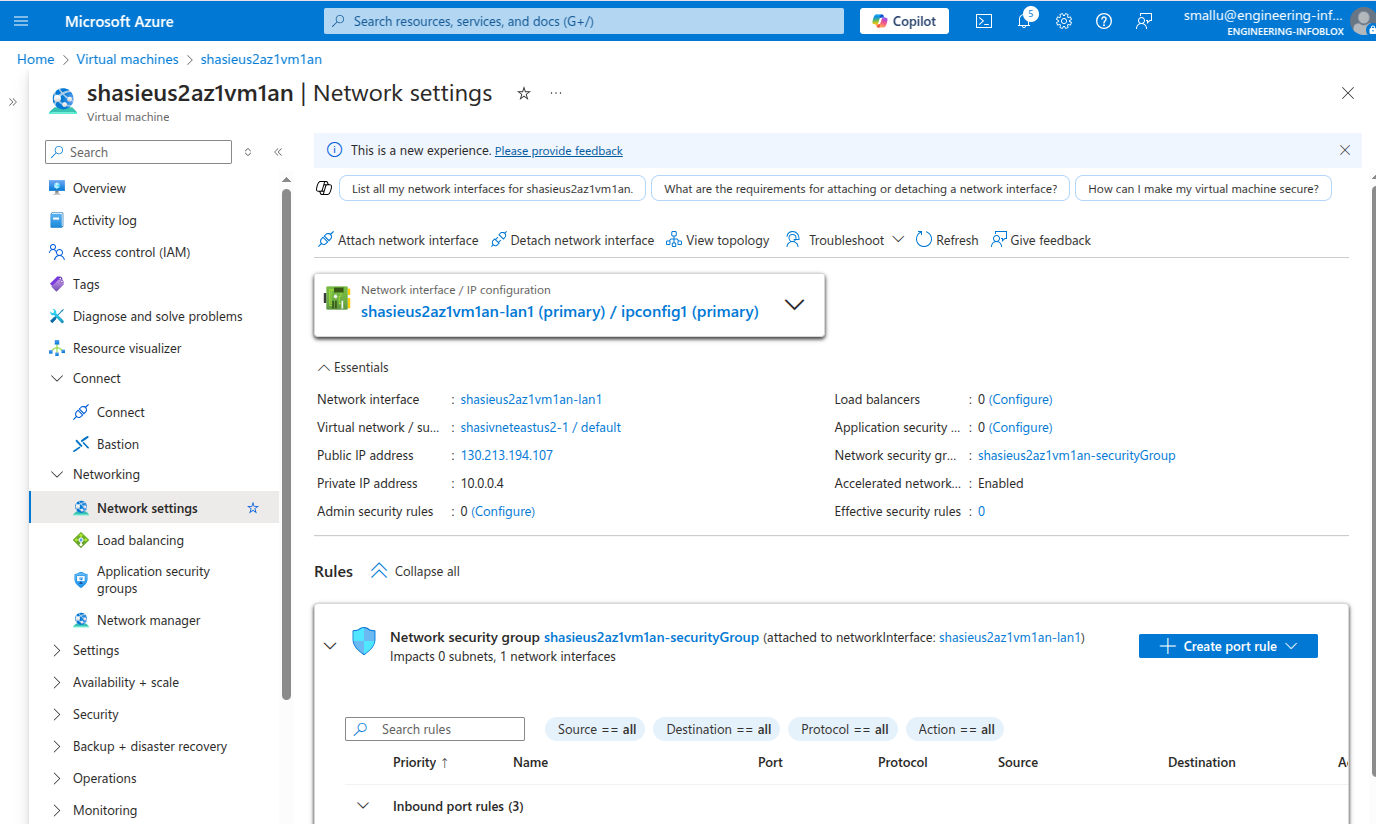 Microsoft Azure
Search resources, services, and docs (G+/)
Copilot
5
smallu@engineering-inf...
ENGINEERING-INFOBLOX
Home > Virtual machines > shasieus2az1vm1an
shasieus2az1vm1an | Network settings
Virtual machine
Search
Overview
Activity log
Access control (IAM)
Tags
Diagnose and solve problems
Resource visualizer
Connect
Connect
Bastion
Networking
Network settings
Load balancing
Application security
groups
Network manager
Settings
Availability + scale
Security
Backup + disaster recovery
Operations
Monitoring
This is a new experience. Please provide feedback
List all my network interfaces for shasieus2az1vm1an.
What are the requirements for attaching or detaching a network interface?
How can I make my virtual machine secure?
Attach network interface
Detach network interface
View topology
Troubleshoot
Refresh
Give feedback
Network interface / IP configuration
shasieus2az1vm1an-lan1 (primary) / ipconfig1 (primary)
Essentials
Network interface : shasieus2az1vm1an-lan1
Virtual network / su... : shasivneteastus2-1 / default
Public IP address : 130.213.194.107
Private IP address : 10.0.0.4
Admin security rules : 0 (Configure)
Load balancers : 0 (Configure)
Application security ... : 0 (Configure)
Network security gr... : shasieus2az1vm1an-securityGroup
Accelerated network... : Enabled
Effective security rules : 0
Rules
Collapse all
Network security group shasieus2az1vm1an-securityGroup (attached to networkInterface: shasieus2az1vm1an-lan1)
Impacts 0 subnets, 1 network interfaces
Create port rule
Search rules
Source == all
Destination == all
Protocol == all
Action == all
Priority ↑ Name Port Protocol Source Destination
Inbound port rules (3)